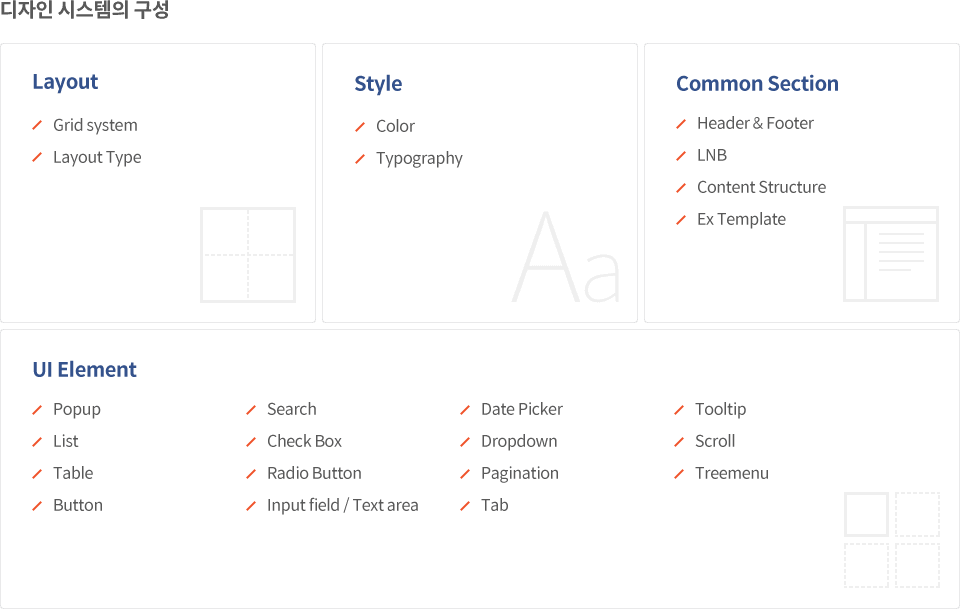 디자인 시스템의 구성
Layout
Grid system
Layout Type
Style
Color
Typography
Aa
Common Section
Header & Footer
LNB
Content Structure
Ex Template
UI Element
Popup
List
Table
Button
Search
Check Box
Radio Button
Input field / Text area
Date Picker
Dropdown
Pagination
Tab
Tooltip
Scroll
Treemenu